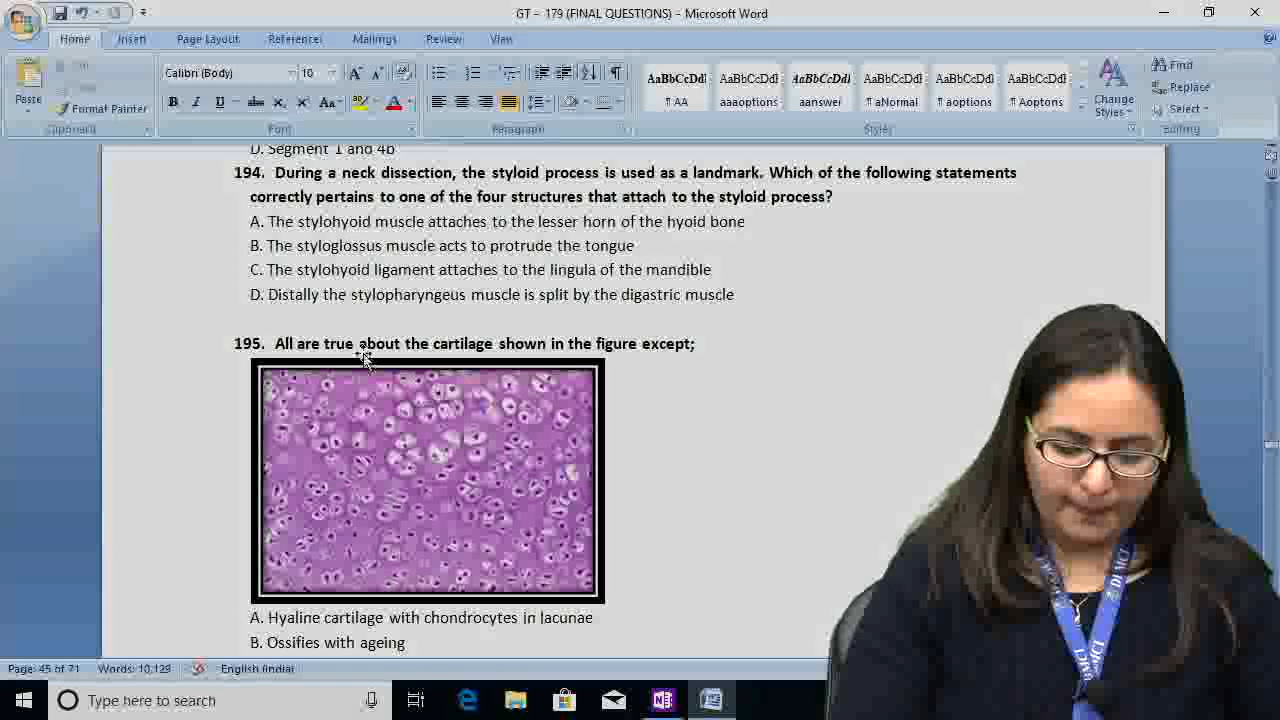 GT – 179 (FINAL QUESTIONS) – Microsoft Word
Home Insert Page Layout References Mailings Review View
Paste
Format Painter
Clipboard
Calibri (Body) 10
Font
Paragraph
AaBbCcDdI AaBbCcDdI AaBbCcDdI AaBbCcDdI AaBbCcDdI AaBbCcDdI
¶ AA aaaoptions aanswer ¶ aNormal ¶ aoptions ¶ Aoptons
Change Styles
Styles
Find
Replace
Select
Editing
D. Segment 1 and 4b
194. During a neck dissection, the styloid process is used as a landmark. Which of the following statements
correctly pertains to one of the four structures that attach to the styloid process?
A. The stylohyoid muscle attaches to the lesser horn of the hyoid bone
B. The styloglossus muscle acts to protrude the tongue
C. The stylohyoid ligament attaches to the lingula of the mandible
D. Distally the stylopharyngeus muscle is split by the digastric muscle
195. All are true about the cartilage shown in the figure except;
A. Hyaline cartilage with chondrocytes in lacunae
B. Ossifies with ageing
Page: 45 of 71 Words: 10,129 English (India)
Type here to search